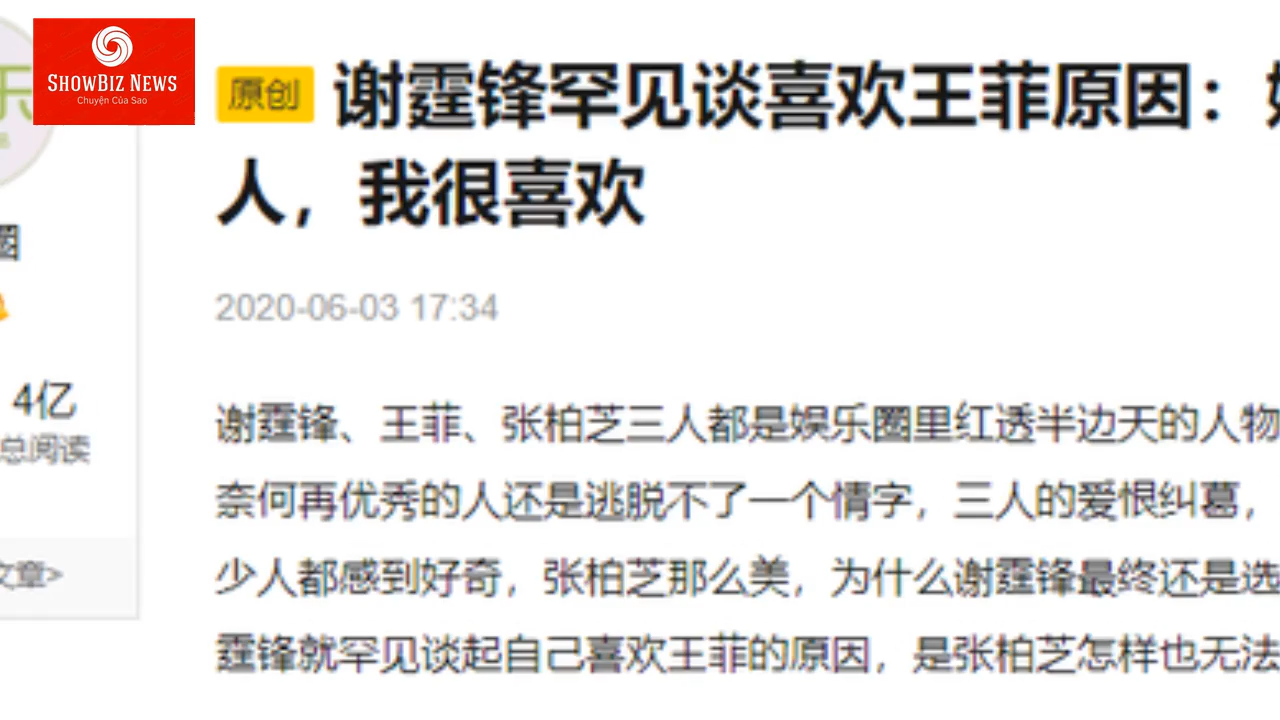 SHOWBIZ NEWS
Chuyện Của Sao
原创 谢霆锋罕见谈喜欢王菲原因：
人，我很喜欢
2020-06-03 17:34
谢霆锋、王菲、张柏芝三人都是娱乐圈里红透半边天的人物
奈何再优秀的人还是逃脱不了一个情字，三人的爱恨纠葛，
少人都感到好奇，张柏芝那么美，为什么谢霆锋最终还是选
霆锋就罕见谈起自己喜欢王菲的原因，是张柏芝怎样也无法
乐
圈
4亿
总阅读
文章>